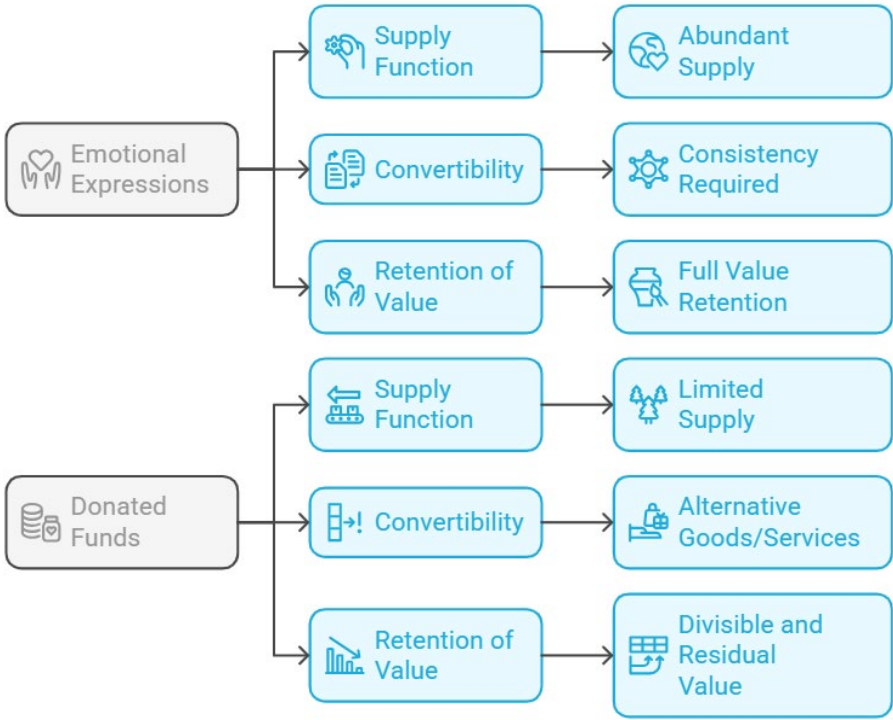 Supply
Function
Abundant
Supply
Emotional
Expressions
Convertibility
Consistency
Required
Retention of
Value
Full Value
Retention
Supply
Function
Limited
Supply
Donated
Funds
Convertibility
Alternative
Goods/Services
Retention of
Value
Divisible and
Residual
Value